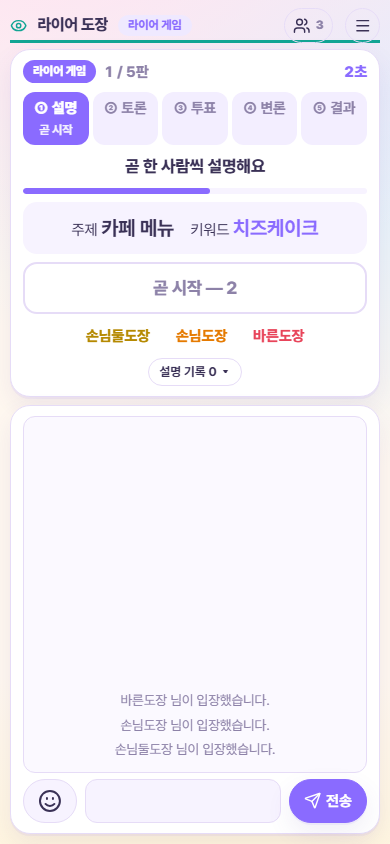 라이어 도장 라이어 게임 3
라이어 게임 1 / 5판 2초
① 설명 ② 토론 ③ 투표 ④ 변론 ⑤ 결과
곧 시작
곧 한 사람씩 설명해요
주제 카페 메뉴 키워드 치즈케이크
곧 시작 — 2
손님둘도장 손님도장 바른도장
설명 기록 0
바른도장 님이 입장했습니다.
손님도장 님이 입장했습니다.
손님둘도장 님이 입장했습니다.
전송